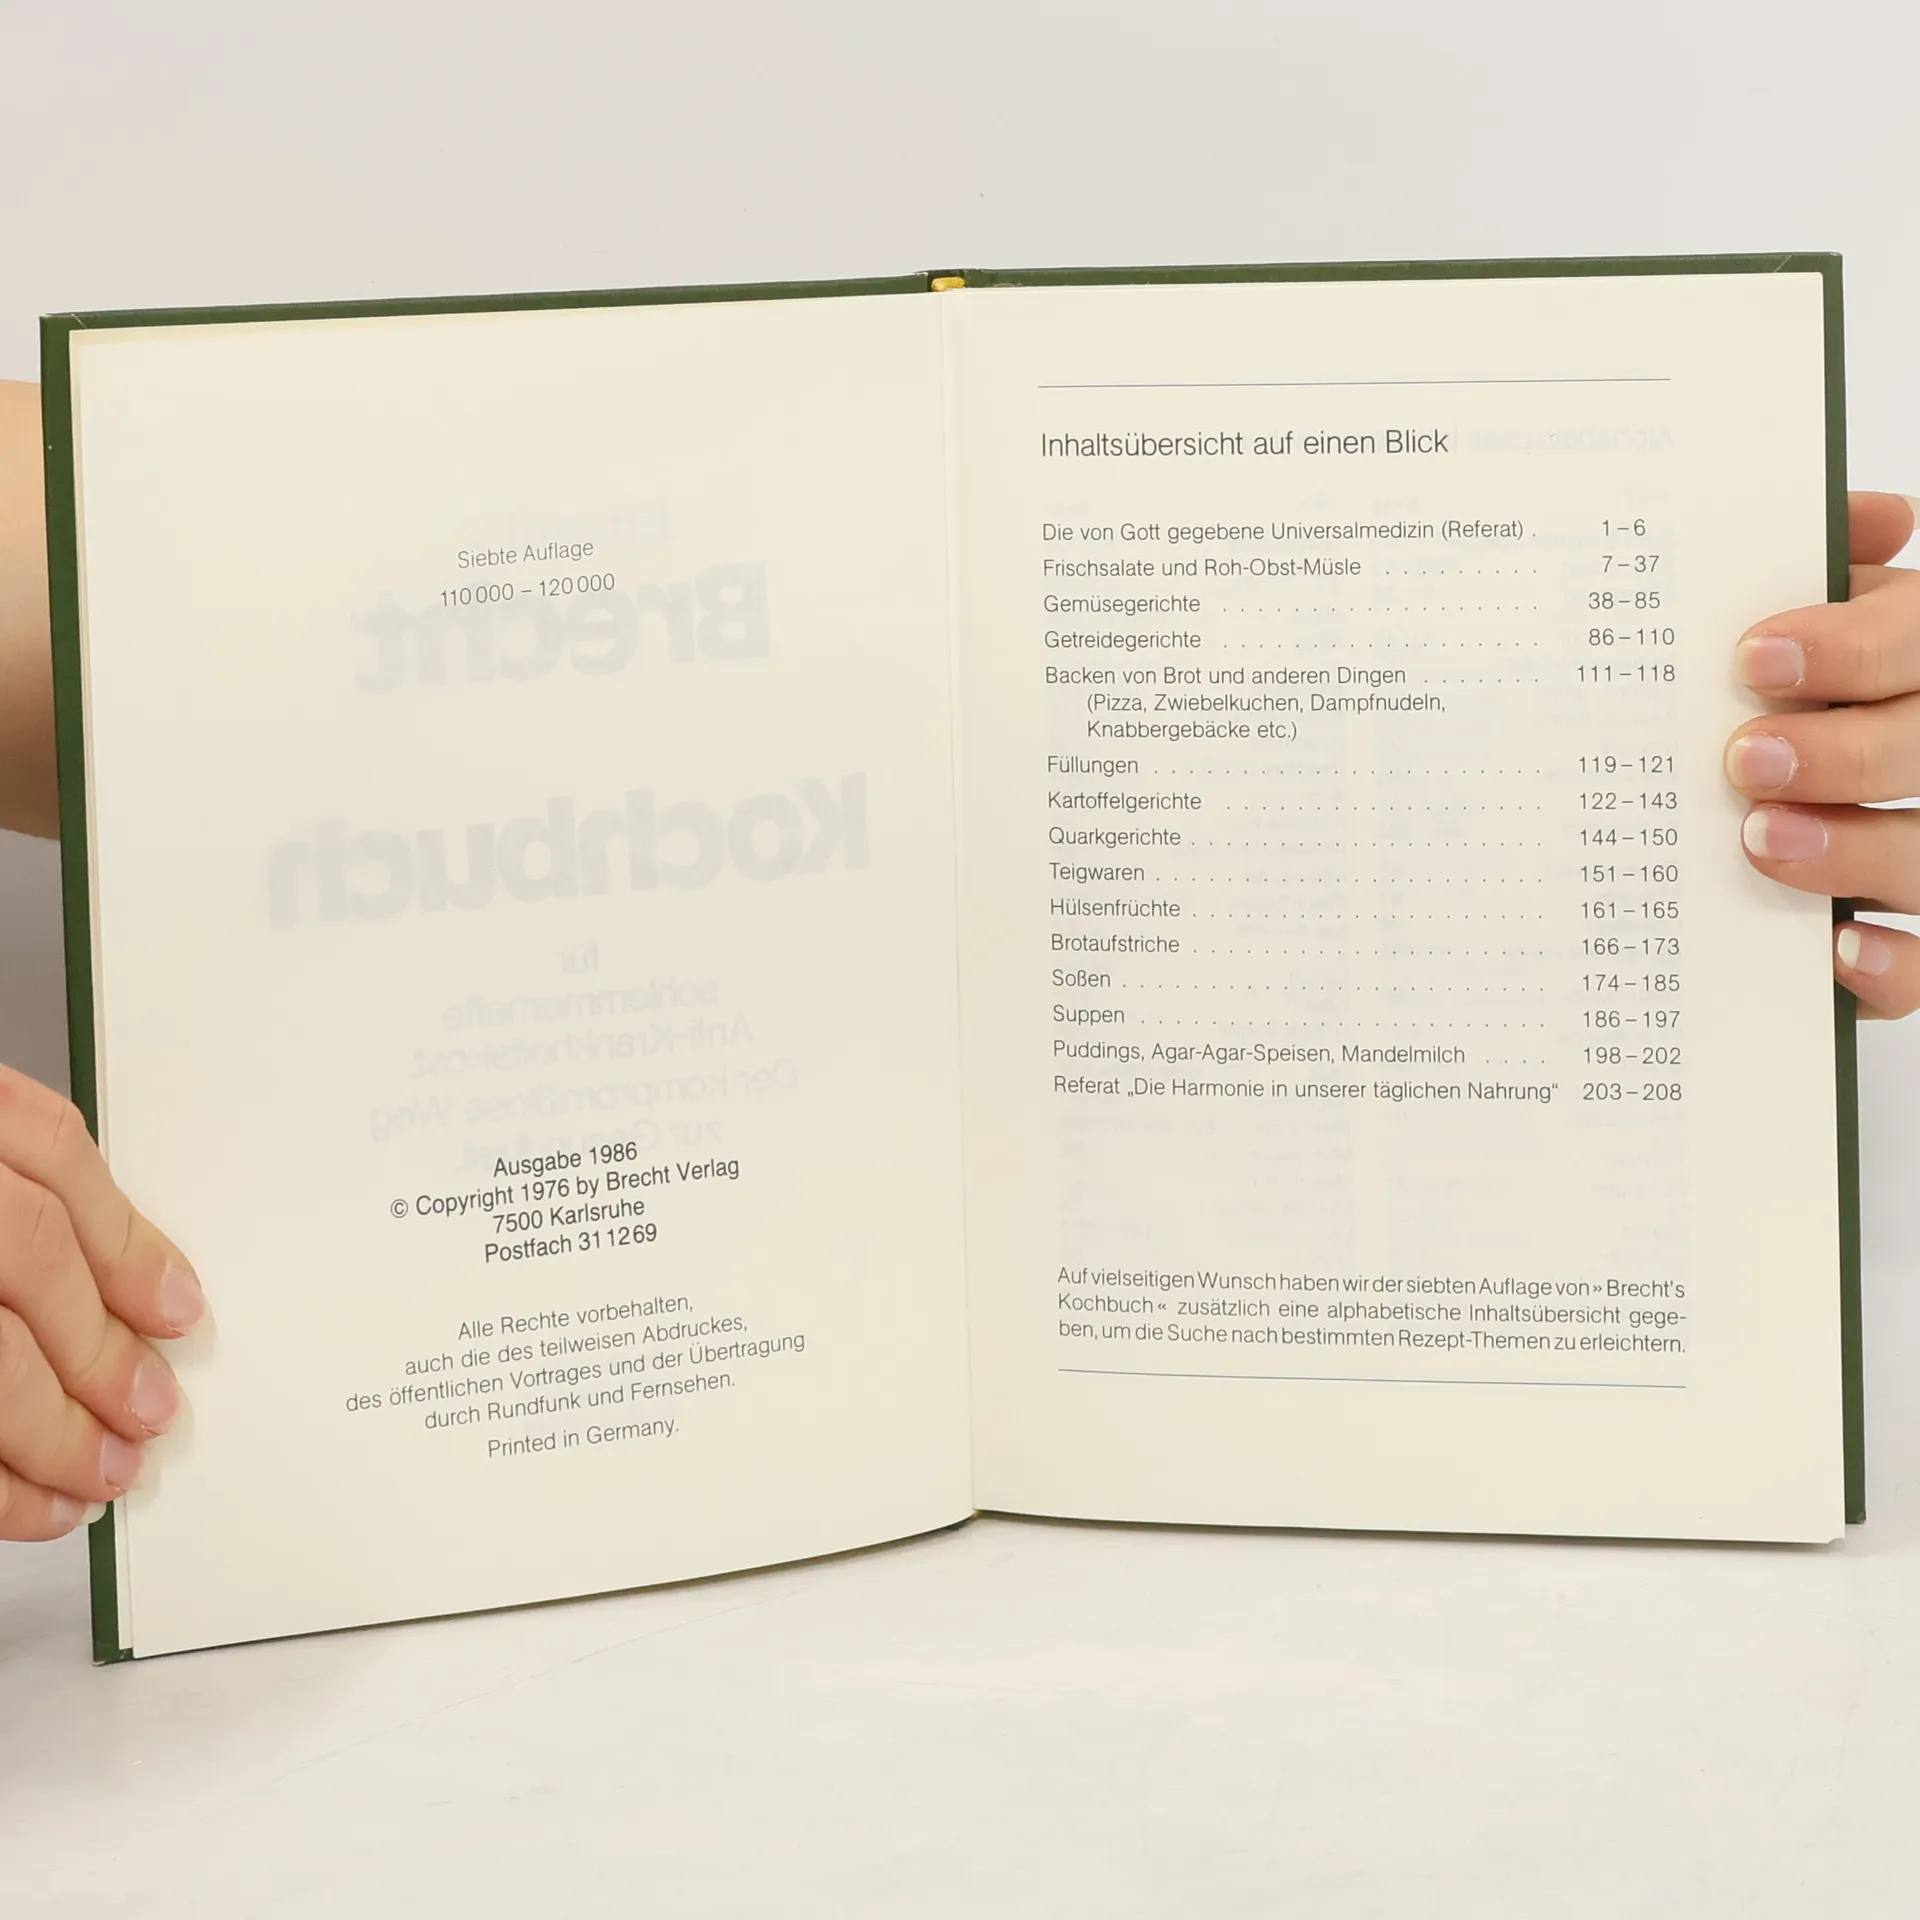 Siebte Auflage
110 000 – 120 000
Ausgabe 1986
© Copyright 1976 by Brecht Verlag
7500 Karlsruhe
Postfach 31 12 69
Alle Rechte vorbehalten,
auch die des teilweisen Abdruckes,
des öffentlichen Vortrages und der Übertragung
durch Rundfunk und Fernsehen.
Printed in Germany.
Inhaltsübersicht auf einen Blick
Die von Gott gegebene Universalmedizin (Referat) . 1 – 6
Frischsalate und Roh-Obst-Müsle . . . . . . . . . 7 – 37
Gemüsegerichte . . . . . . . . . . . . . . . . . . 38 – 85
Getreidegerichte . . . . . . . . . . . . . . . . . . 86 – 110
Backen von Brot und anderen Dingen . . . . . . . 111 – 118
(Pizza, Zwiebelkuchen, Dampfnudeln,
Knabbergebäcke etc.)
Füllungen . . . . . . . . . . . . . . . . . . . . . . 119 – 121
Kartoffelgerichte . . . . . . . . . . . . . . . . . . 122 – 143
Quarkgerichte . . . . . . . . . . . . . . . . . . . . 144 – 150
Teigwaren . . . . . . . . . . . . . . . . . . . . . . 151 – 160
Hülsenfrüchte . . . . . . . . . . . . . . . . . . . . 161 – 165
Brotaufstriche . . . . . . . . . . . . . . . . . . . . 166 – 173
Soßen . . . . . . . . . . . . . . . . . . . . . . . . 174 – 185
Suppen . . . . . . . . . . . . . . . . . . . . . . . 186 – 197
Puddings, Agar-Agar-Speisen, Mandelmilch . . . . 198 – 202
Referat „Die Harmonie in unserer täglichen Nahrung“ 203 – 208
Auf vielseitigen Wunsch haben wir der siebten Auflage von » Brecht's
Kochbuch « zusätzlich eine alphabetische Inhaltsübersicht gege-
ben, um die Suche nach bestimmten Rezept-Themen zu erleichtern.